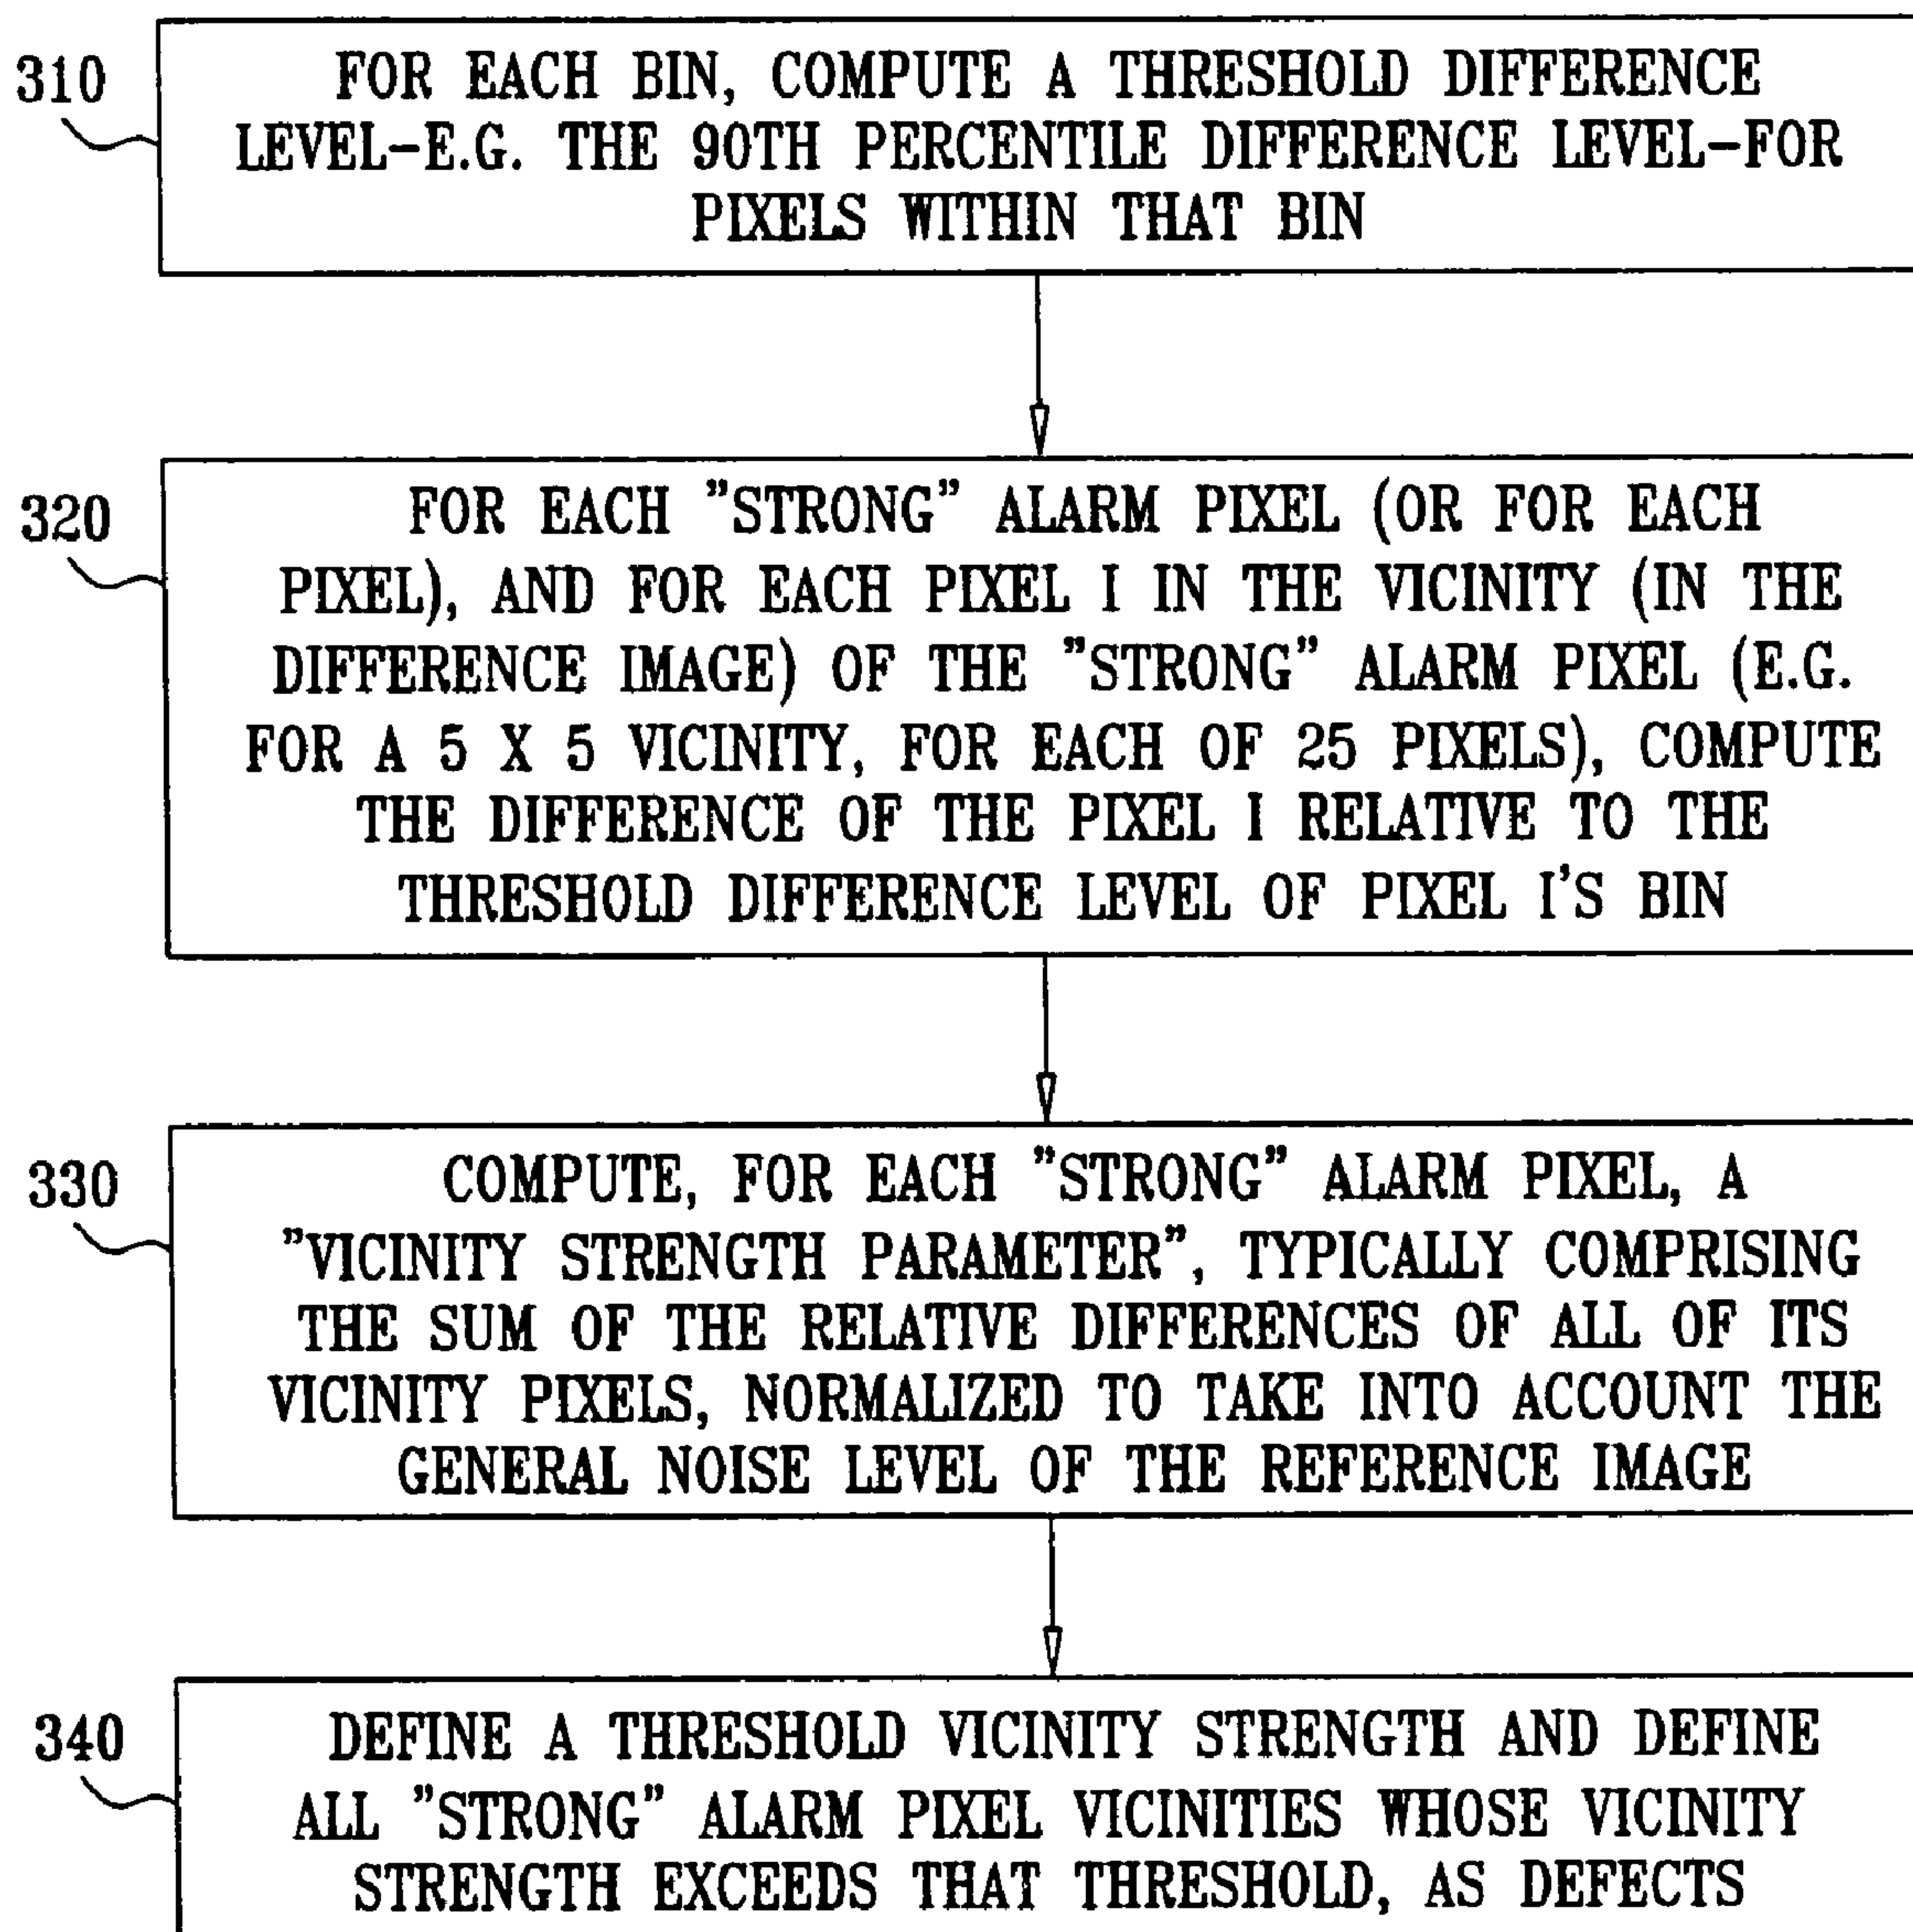 310
FOR EACH BIN, COMPUTE A THRESHOLD DIFFERENCE
LEVEL-E.G. THE 90TH PERCENTILE DIFFERENCE LEVEL-FOR
PIXELS WITHIN THAT BIN
320
FOR EACH "STRONG" ALARM PIXEL (OR FOR EACH
PIXEL), AND FOR EACH PIXEL I IN THE VICINITY (IN THE
DIFFERENCE IMAGE) OF THE "STRONG" ALARM PIXEL (E.G.
FOR A 5 X 5 VICINITY, FOR EACH OF 25 PIXELS), COMPUTE
THE DIFFERENCE OF THE PIXEL I RELATIVE TO THE
THRESHOLD DIFFERENCE LEVEL OF PIXEL I'S BIN
330
COMPUTE, FOR EACH "STRONG" ALARM PIXEL, A
"VICINITY STRENGTH PARAMETER", TYPICALLY COMPRISING
THE SUM OF THE RELATIVE DIFFERENCES OF ALL OF ITS
VICINITY PIXELS, NORMALIZED TO TAKE INTO ACCOUNT THE
GENERAL NOISE LEVEL OF THE REFERENCE IMAGE
340
DEFINE A THRESHOLD VICINITY STRENGTH AND DEFINE
ALL "STRONG" ALARM PIXEL VICINITIES WHOSE VICINITY
STRENGTH EXCEEDS THAT THRESHOLD, AS DEFECTS